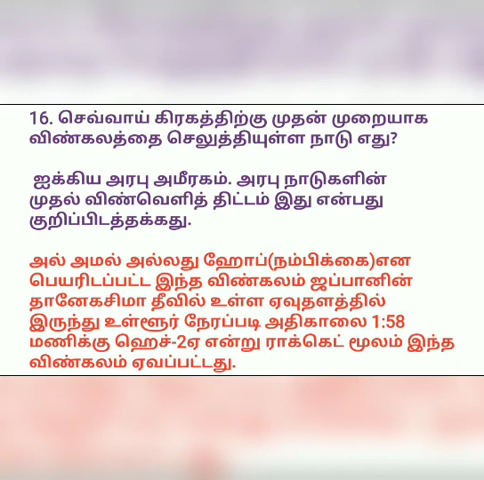 16. செவ்வாய் கிரகத்திற்கு முதன் முறையாக
விண்கலத்தை செலுத்தியுள்ள நாடு எது?
ஐக்கிய அரபு அமீரகம். அரபு நாடுகளின்
முதல் விண்வெளித் திட்டம் இது என்பது
குறிப்பிடத்தக்கது.
அல் அமல் அல்லது ஹோப்(நம்பிக்கை)என
பெயரிடப்பட்ட இந்த விண்கலம் ஜப்பானின்
தானேகசிமா தீவில் உள்ள ஏவுதளத்தில்
இருந்து உள்ளூர் நேரப்படி அதிகாலை 1:58
மணிக்கு ஹெச்-2ஏ என்று ராக்கெட் மூலம் இந்த
விண்கலம் ஏவப்பட்டது.